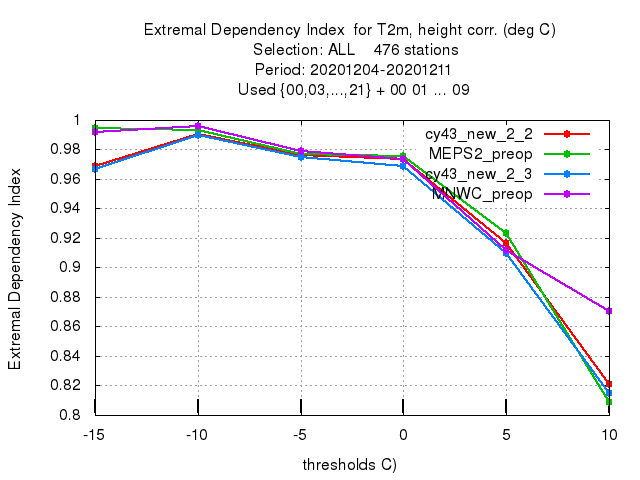 Extremal Dependency Index  for T2m, height corr. (deg C)
Selection: ALL    476 stations
Period: 20201204-20201211
Used {00,03,...,21} + 00 01 ... 09
1
0.98
0.96
0.94
0.92
0.9
0.88
0.86
0.84
0.82
0.8
Extremal Dependency Index
cy43_new_2_2
MEPS2_preop
cy43_new_2_3
MNWC_preop
-15 -10 -5 0 5 10
thresholds C)